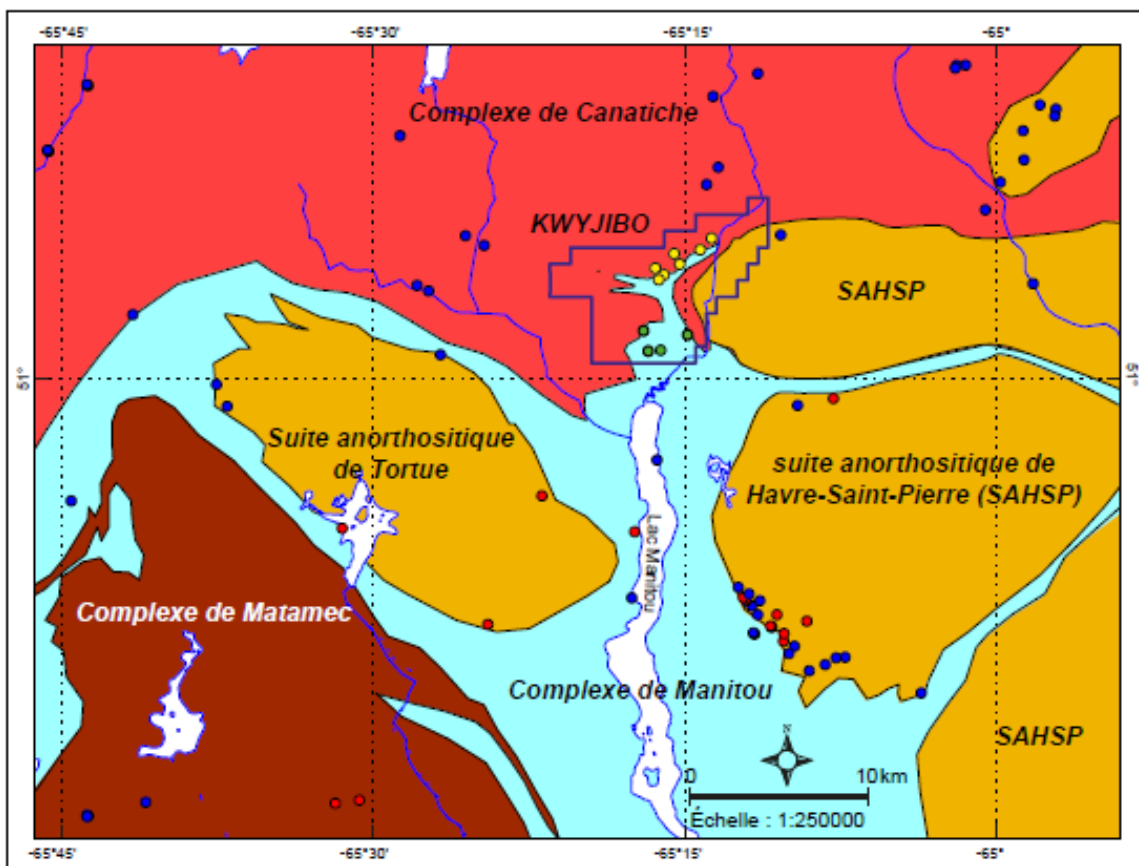 -65°45' -65°30' -65°15' -65°
Complexe de Canatiche
KWYJIBO
SAHSP
51° 51°
Suite anorthositique
de Tortue
suite anorthositique de
Havre-Saint-Pierre (SAHSP)
Lac Manitou
Complexe de Matamec
Complexe de Manitou
SAHSP
N
0 10km
Échelle : 1:250000
-65°45' -65°30' -65°15' -65°